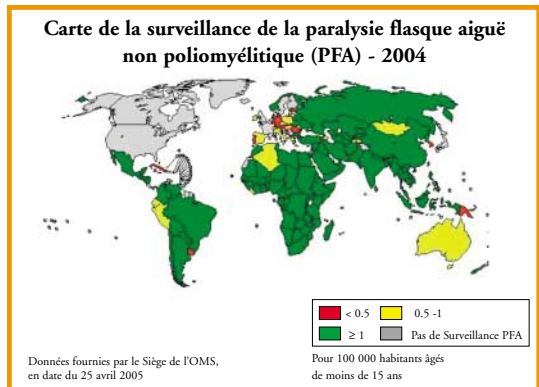 Carte de la surveillance de la paralysie flasque aiguë
non poliomyélitique (PFA) - 2004
< 0.5
0.5 -1
≥ 1
Pas de Surveillance PFA
Données fournies par le Siège de l'OMS,
en date du 25 avril 2005
Pour 100 000 habitants âgés
de moins de 15 ans